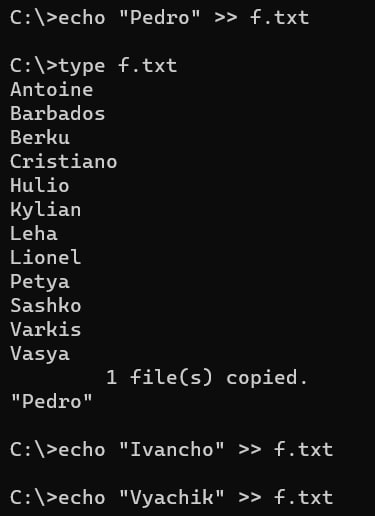 C:\>echo "Pedro" >> f.txt
C:\>type f.txt
Antoine
Barbados
Berku
Cristiano
Hulio
Kylian
Leha
Lionel
Petya
Sashko
Varkis
Vasya
        1 file(s) copied.
"Pedro"
C:\>echo "Ivancho" >> f.txt
C:\>echo "Vyachik" >> f.txt